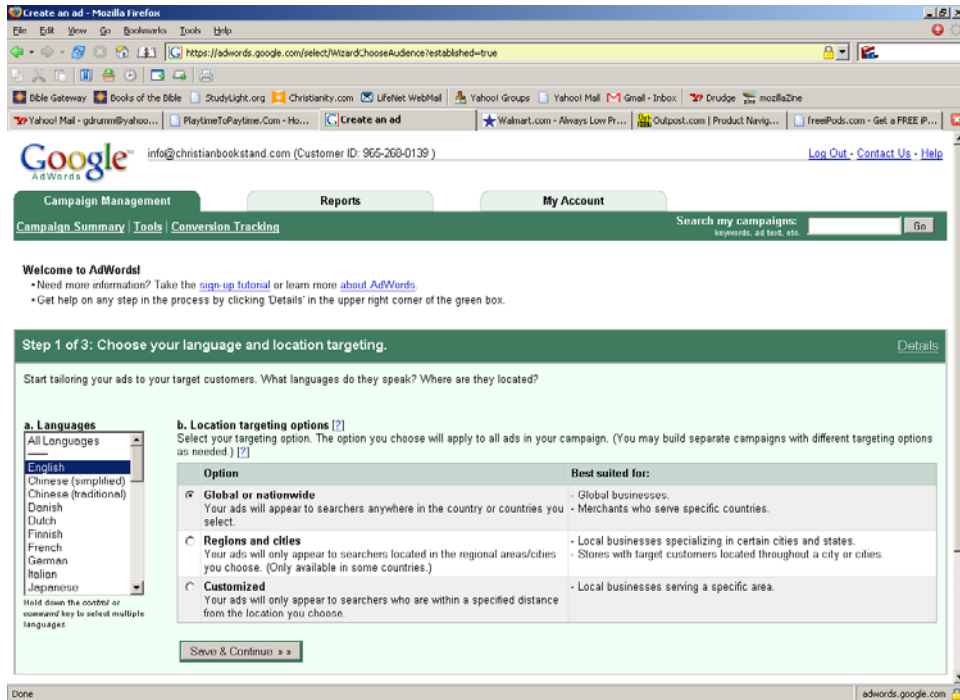 Create an ad - Mozilla Firefox
File Edit View Go Bookmarks Tools Help
https://adwords.google.com/select/WizardChooseAudience?established=true
Bible Gateway Books of the Bible StudyLight.org Christianity.com LifeNet WebMail Yahoo! Groups Yahoo! Mail Gmail - Inbox Drudge mozillaZine
Yahoo! Mail - gdrumm@yahoo... PlaytimeToPaytime.Com - Ho... Create an ad Walmart.com - Always Low Pr... Outpost.com | Product Navig... FreeiPods.com - Get a FREE iP...
Google™ info@christianbookstand.com (Customer ID: 965-268-0139 ) Log Out - Contact Us - Help
AdWords
Campaign Management Reports My Account
Campaign Summary | Tools | Conversion Tracking Search my campaigns: Go
keywords, ad text, etc.
Welcome to AdWords!
• Need more information? Take the sign-up tutorial or learn more about AdWords.
• Get help on any step in the process by clicking 'Details' in the upper right corner of the green box.
Step 1 of 3: Choose your language and location targeting. Details
Start tailoring your ads to your target customers. What languages do they speak? Where are they located?
a. Languages
All Languages
English
Chinese (simplified)
Chinese (traditional)
Danish
Dutch
Finnish
French
German
Italian
Japanese
Hold down the control or
command key to select multiple
languages.
b. Location targeting options [?]
Select your targeting option. The option you choose will apply to all ads in your campaign. (You may build separate campaigns with different targeting options
as needed.) [?]
Option Best suited for:
Global or nationwide - Global businesses.
Your ads will appear to searchers anywhere in the country or countries you - Merchants who serve specific countries.
select.
Regions and cities - Local businesses specializing in certain cities and states.
Your ads will only appear to searchers located in the regional areas/cities - Stores with target customers located throughout a city or cities.
you choose. (Only available in some countries.)
Customized - Local businesses serving a specific area.
Your ads will only appear to searchers who are within a specified distance
from the location you choose.
Save & Continue » »
Done adwords.google.com